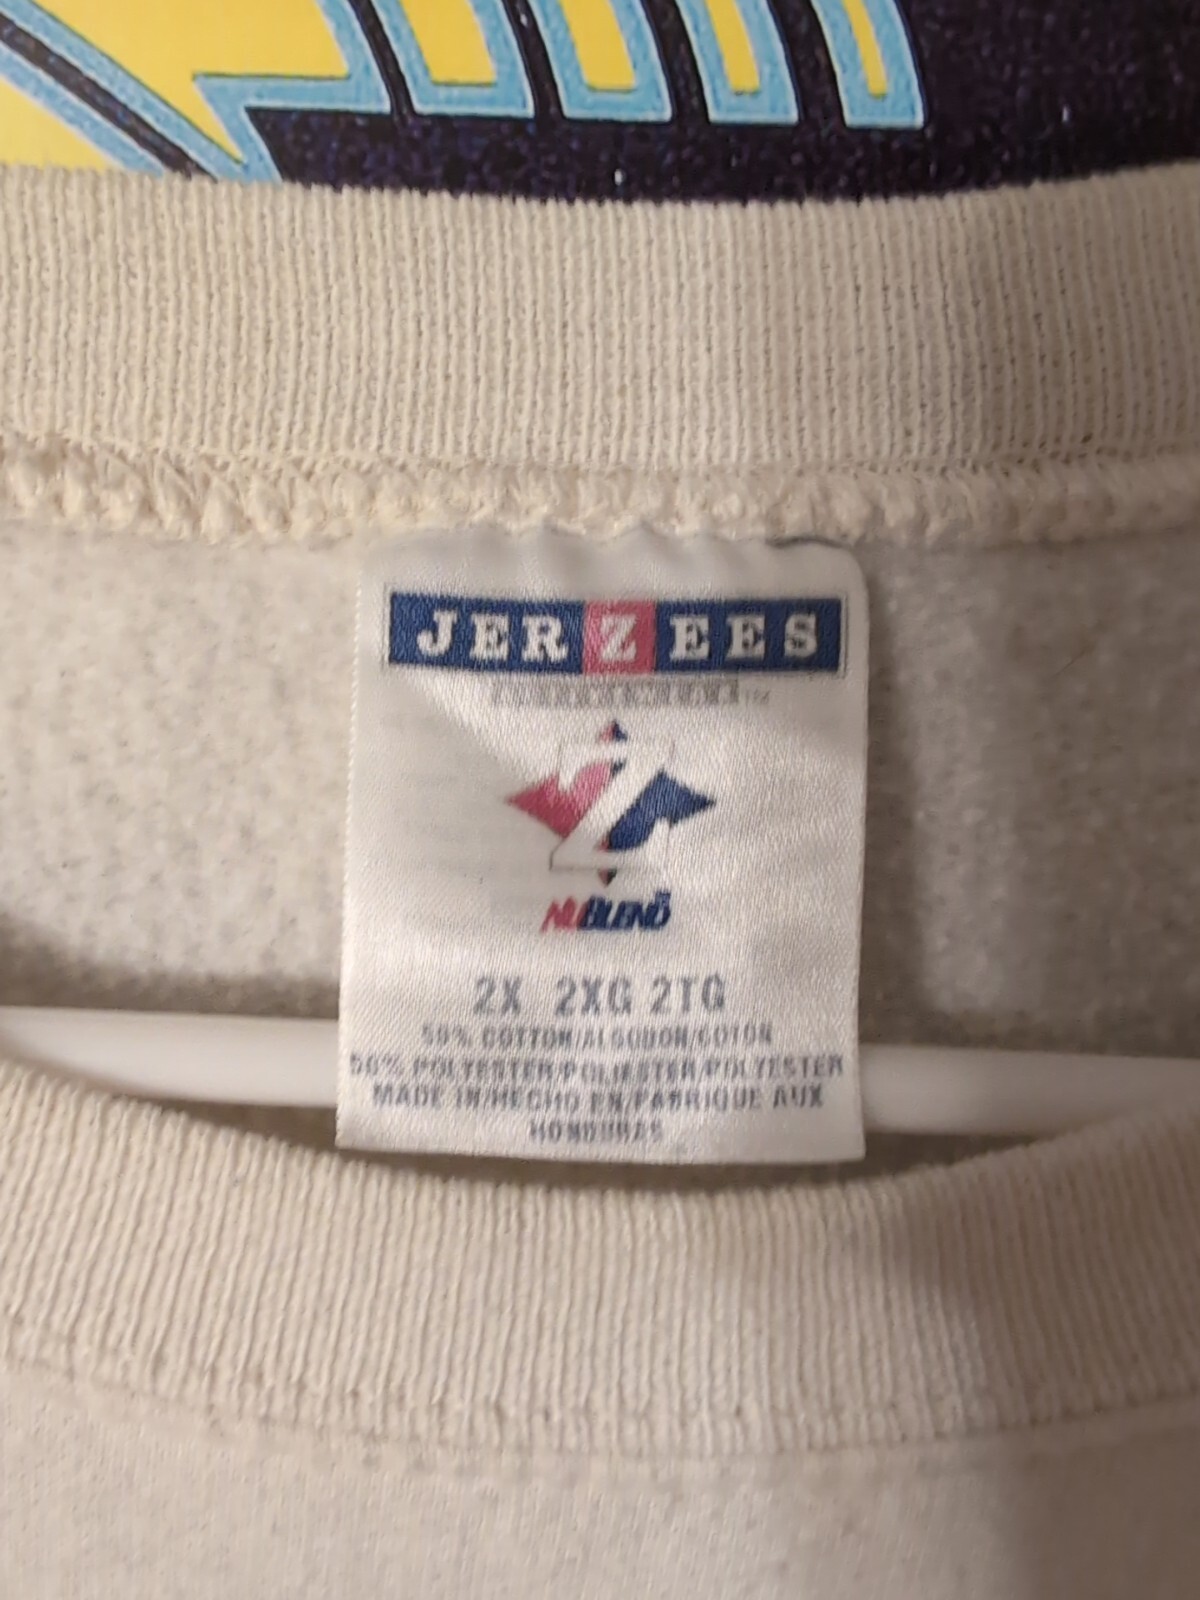 JERZEES
TM
Z
NUBLEND
2X 2XG 2TG
50% COTTON/ALGODON/COTON
50% POLYESTER/POLIESTER/POLYESTER
MADE IN/HECHO EN/FABRIQUE AUX
HONDURAS